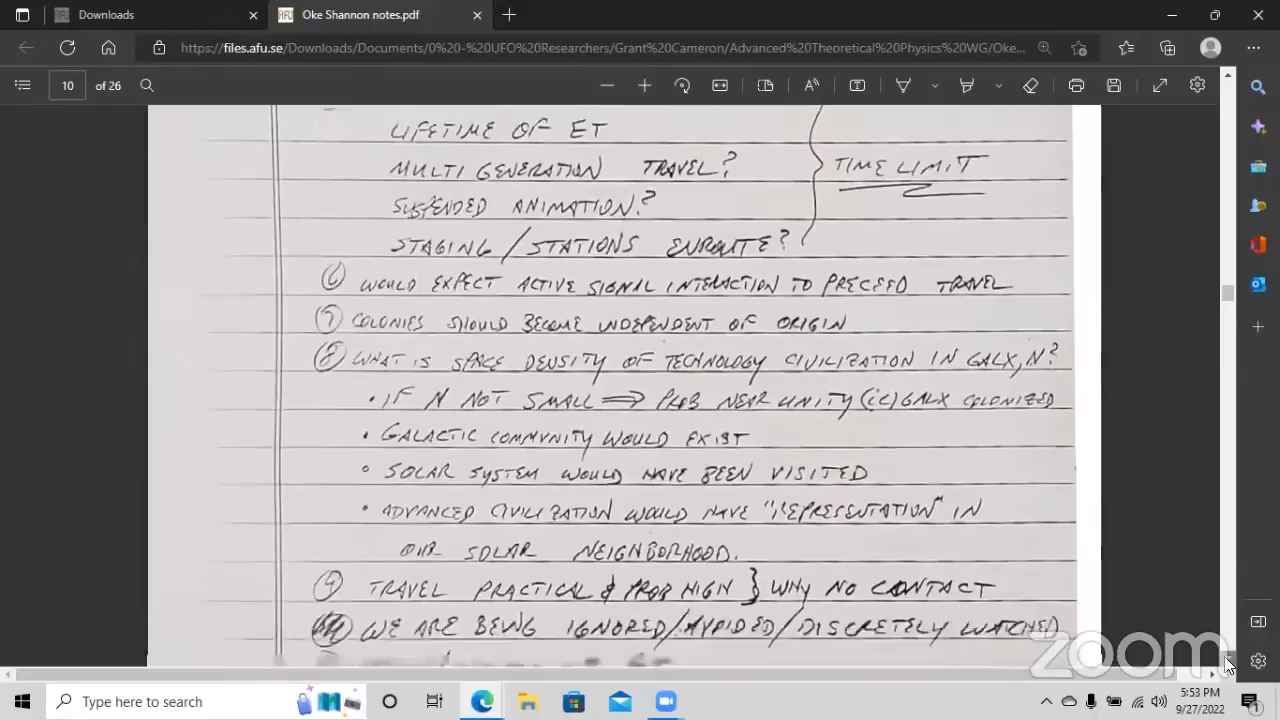 Downloads
Oke Shannon notes.pdf
https://files.afu.se/Downloads/Documents/0%20-%20UFO%20Researchers/Grant%20Cameron/Advanced%20Theoretical%20Physics%20WG/Oke...
10 of 26
LIFETIME OF ET
MULTI GENERATION TRAVEL?
TIME LIMIT
SUSPENDED ANIMATION?
STAGING/STATIONS ENROUTE?
6 WOULD EXPECT ACTIVE SIGNAL INTERACTION TO PRECEED TRAVEL
7 COLONIES SHOULD BECOME INDEPENDENT OF ORIGIN
8 WHAT IS SPACE DENSITY OF TECHNOLOGY CIVILIZATION IN GALX, N?
• IF N NOT SMALL ⟹ PROB NEAR UNITY (ie) GALX COLONIZED
• GALACTIC COMMUNITY WOULD EXIST
• SOLAR SYSTEM WOULD HAVE BEEN VISITED
• ADVANCED CIVILIZATION WOULD HAVE "REPRESENTATION" IN
OUR SOLAR NEIGHBORHOOD.
9 TRAVEL PRACTICAL & PROB HIGH } WHY NO CONTACT
WE ARE BEING IGNORED/AVOIDED/DISCRETELY WATCHED
zoom
Type here to search
5:53 PM
9/27/2022